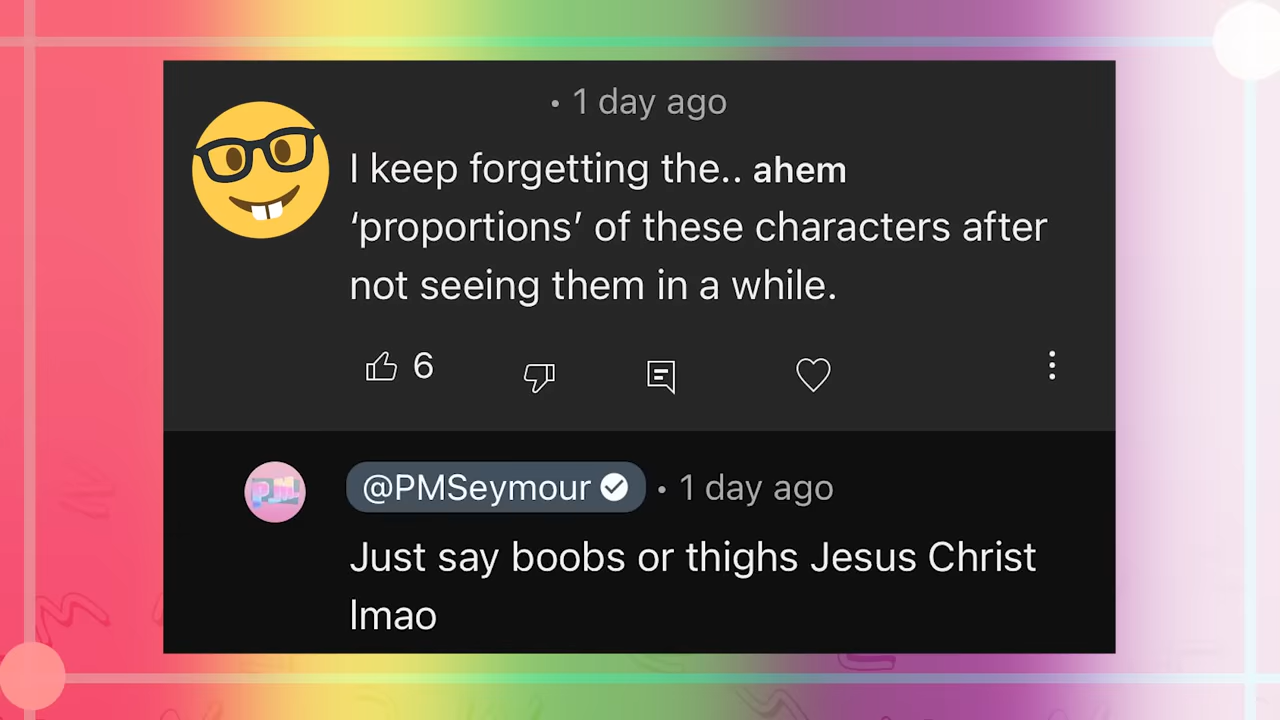 • 1 day ago
I keep forgetting the.. ahem
‘proportions’ of these characters after
not seeing them in a while.
6
PM!
@PMSeymour • 1 day ago
Just say boobs or thighs Jesus Christ
lmao